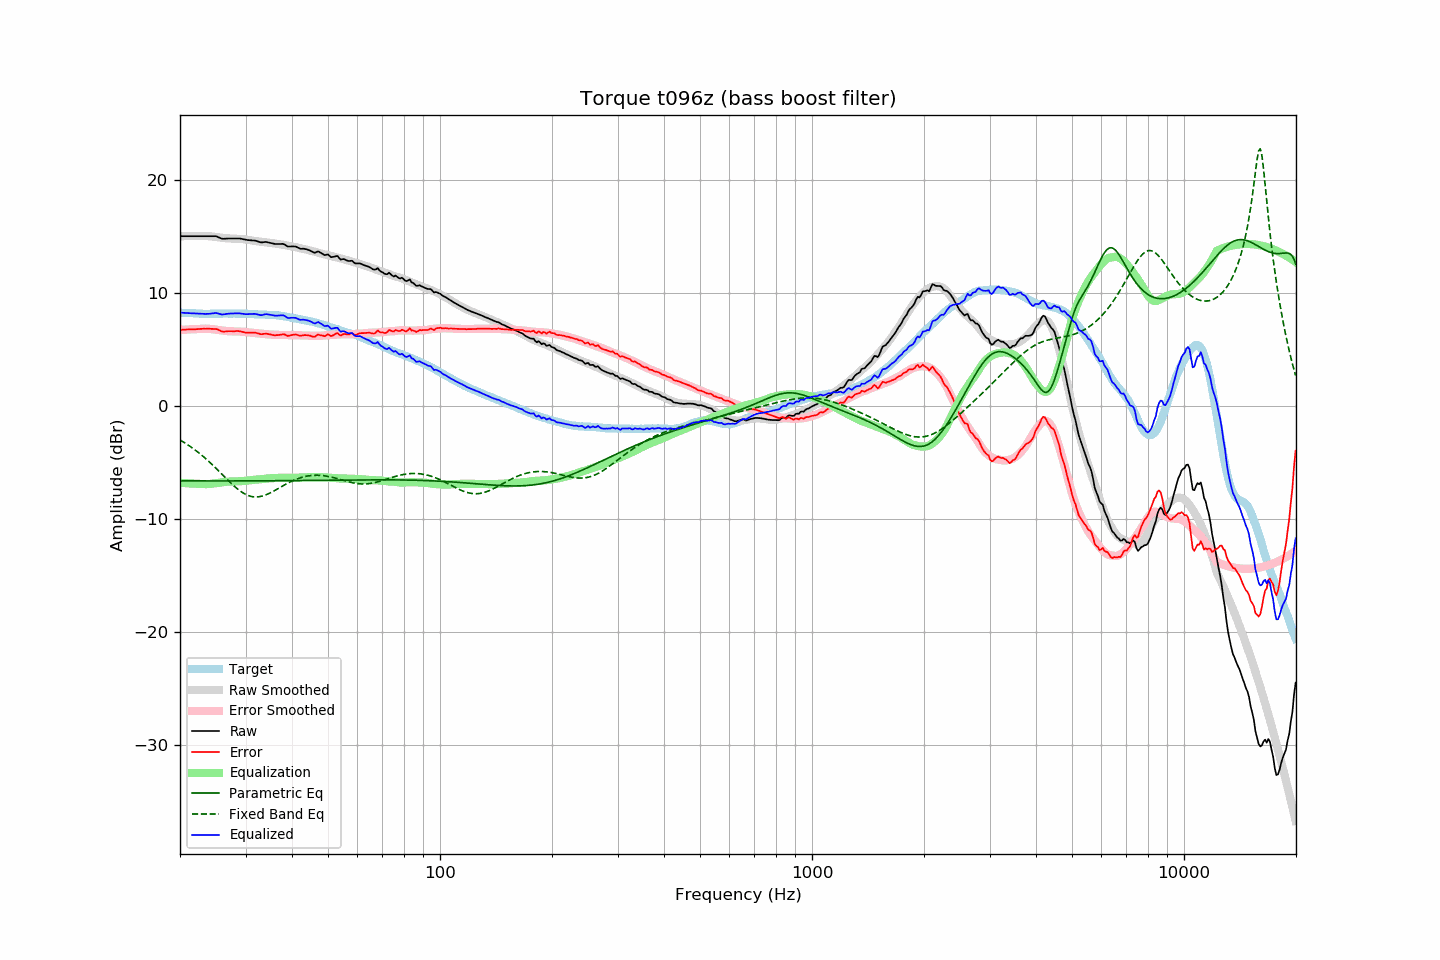 Torque t096z (bass boost filter)
Amplitude (dBr)
20
10
0
−10
−20
−30
Target
Raw Smoothed
Error Smoothed
Raw
Error
Equalization
Parametric Eq
Fixed Band Eq
Equalized
100
1000
10000
Frequency (Hz)